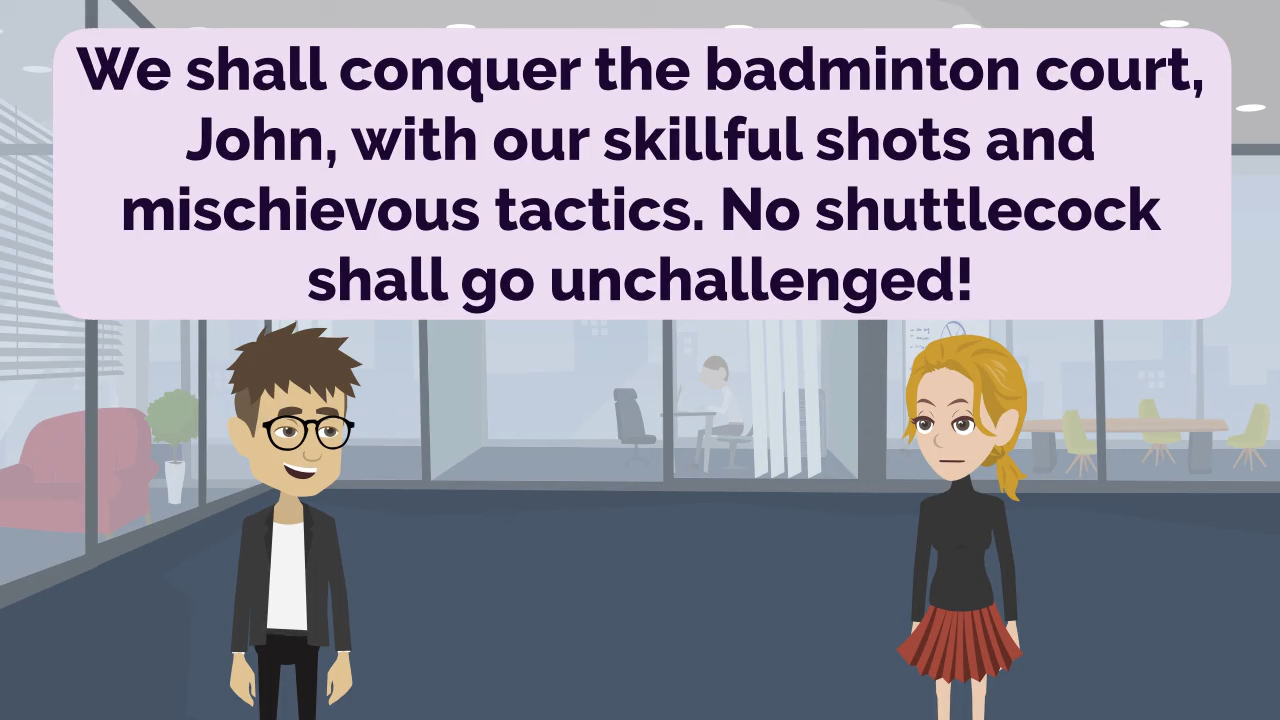 We shall conquer the badminton court,
John, with our skillful shots and
mischievous tactics. No shuttlecock
shall go unchallenged!